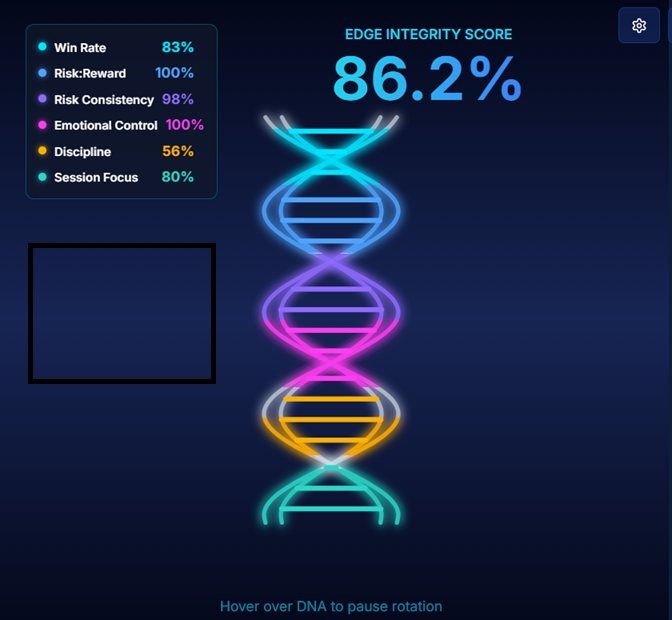 EDGE INTEGRITY SCORE
86.2%
Win Rate 83%
Risk:Reward 100%
Risk Consistency 98%
Emotional Control 100%
Discipline 56%
Session Focus 80%
Hover over DNA to pause rotation